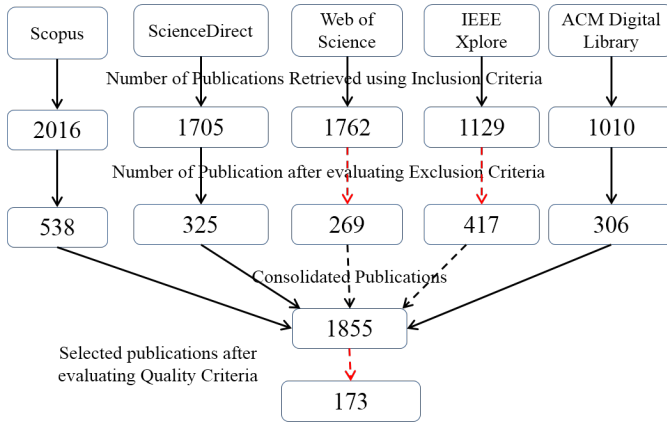 Scopus
ScienceDirect
Web of
Science
IEEE
Xplore
ACM Digital
Library
Number of Publications Retrieved using Inclusion Criteria
2016
1705
1762
1129
1010
Number of Publication after evaluating Exclusion Criteria
538
325
269
417
306
Consolidated Publications
1855
Selected publications after
evaluating Quality Criteria
173